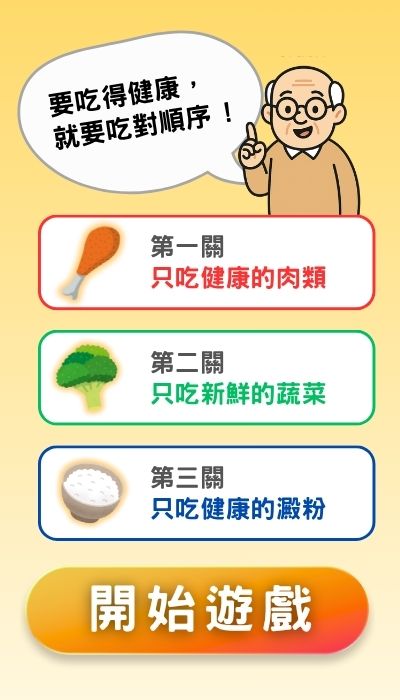 要吃得健康，
就要吃對順序！
第一關
只吃健康的肉類
第二關
只吃新鮮的蔬菜
第三關
只吃健康的澱粉
開始遊戲